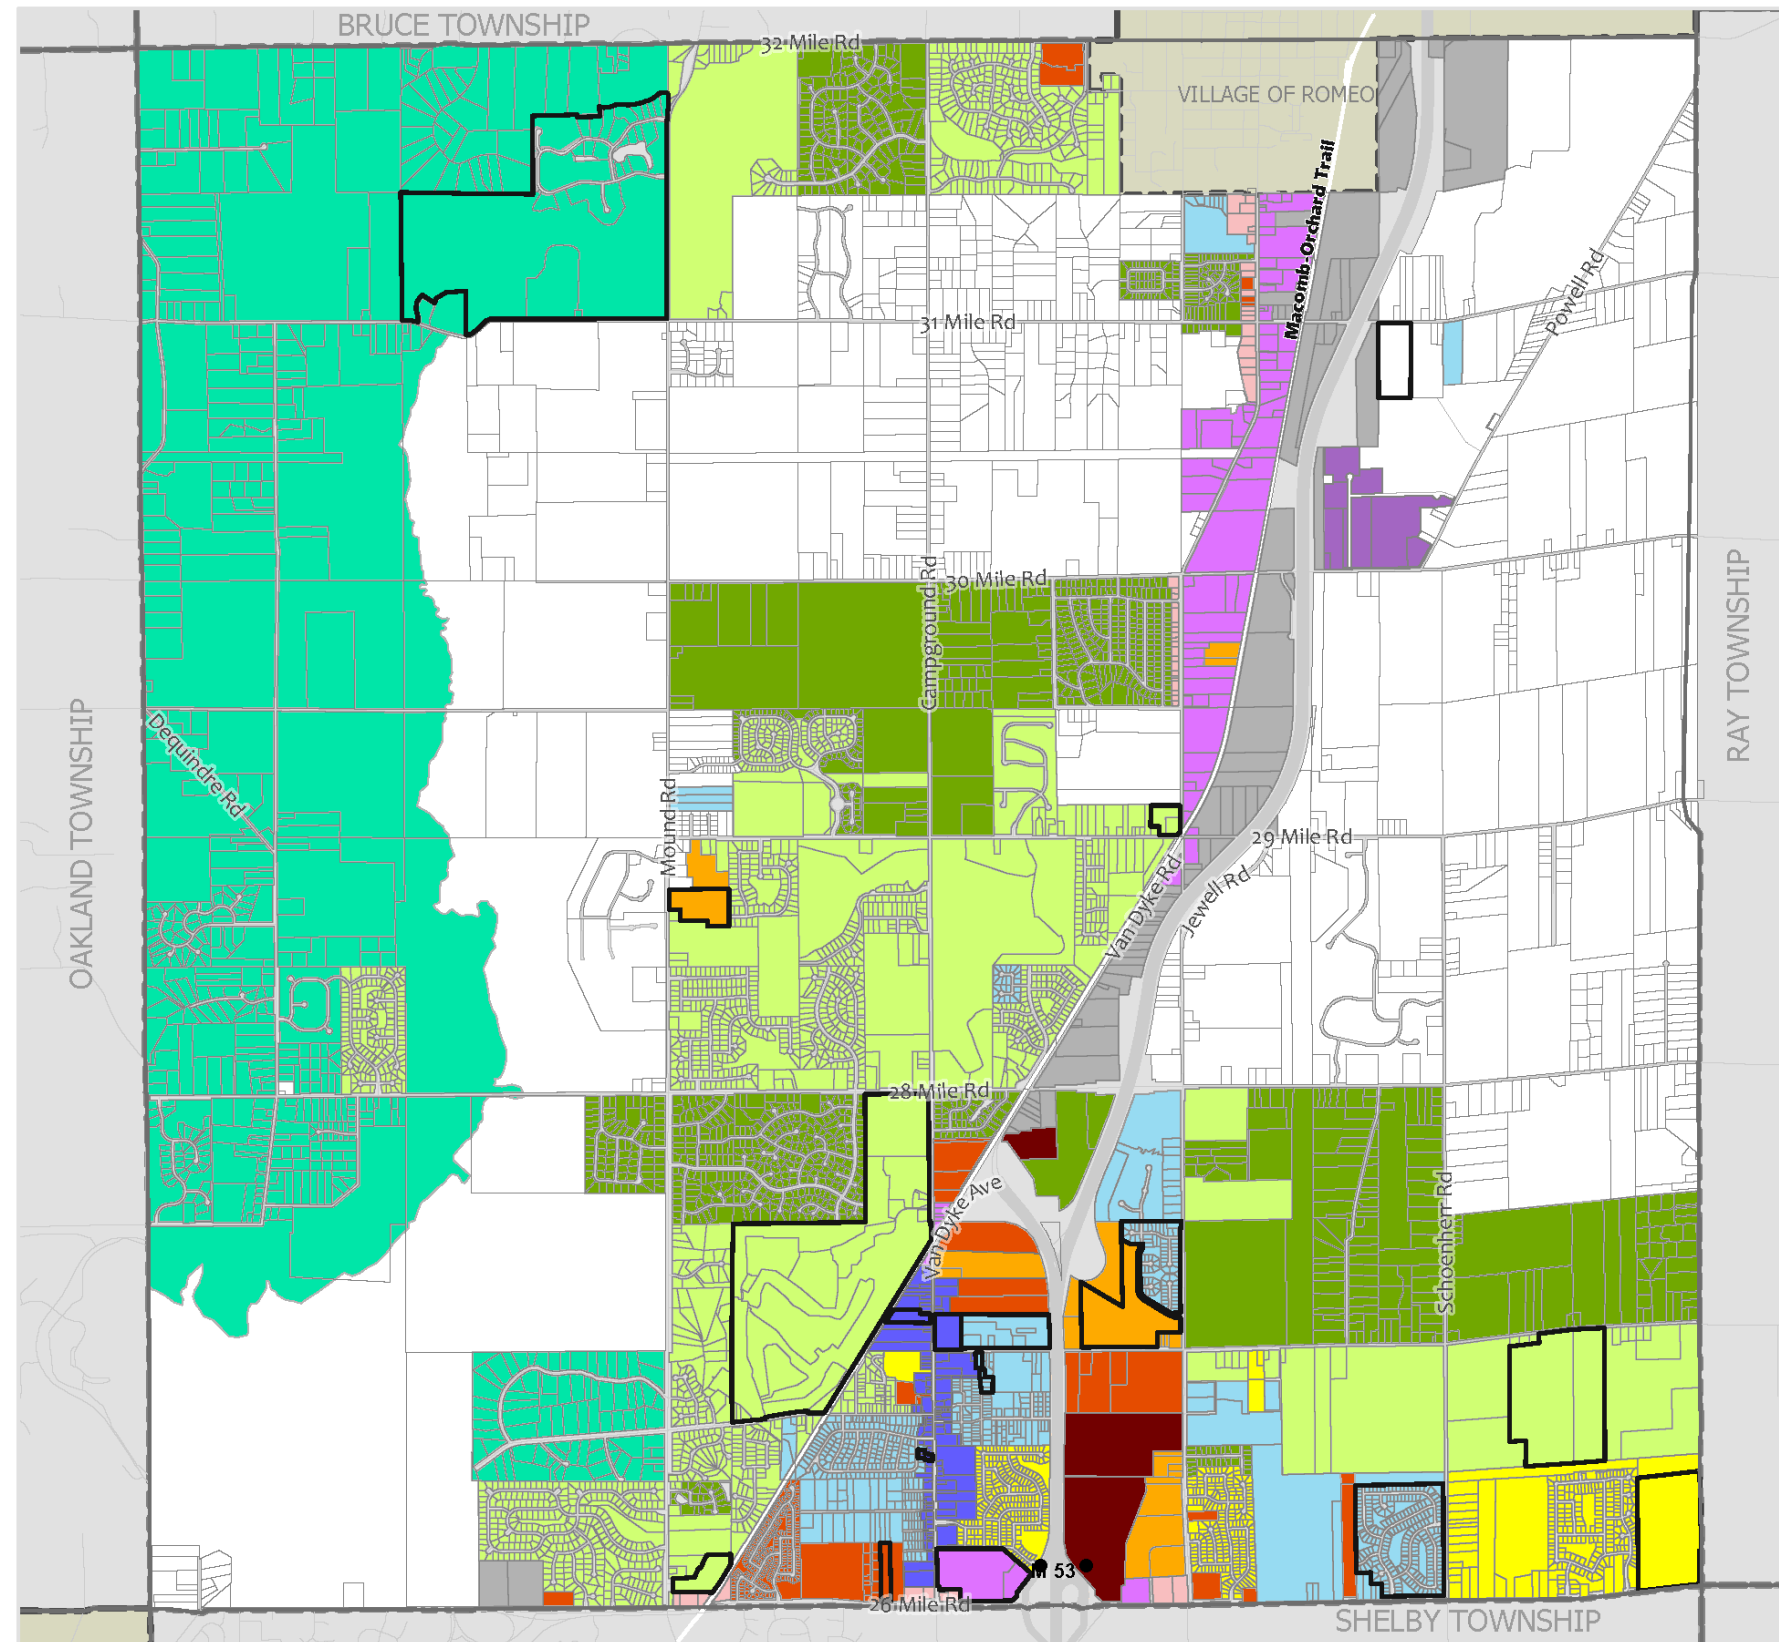 BRUCE TOWNSHIP
32 Mile Rd
VILLAGE OF ROMEO
Macomb-Orchard Trail
Powell Rd
31 Mile Rd
30 Mile Rd
Campground Rd
RAY TOWNSHIP
OAKLAND TOWNSHIP
Dequindre Rd
Mound Rd
29 Mile Rd
Van Dyke Rd
Jewell Rd
28 Mile Rd
Van Dyke Ave
Schoenherr Rd
M 53
26 Mile Rd
SHELBY TOWNSHIP